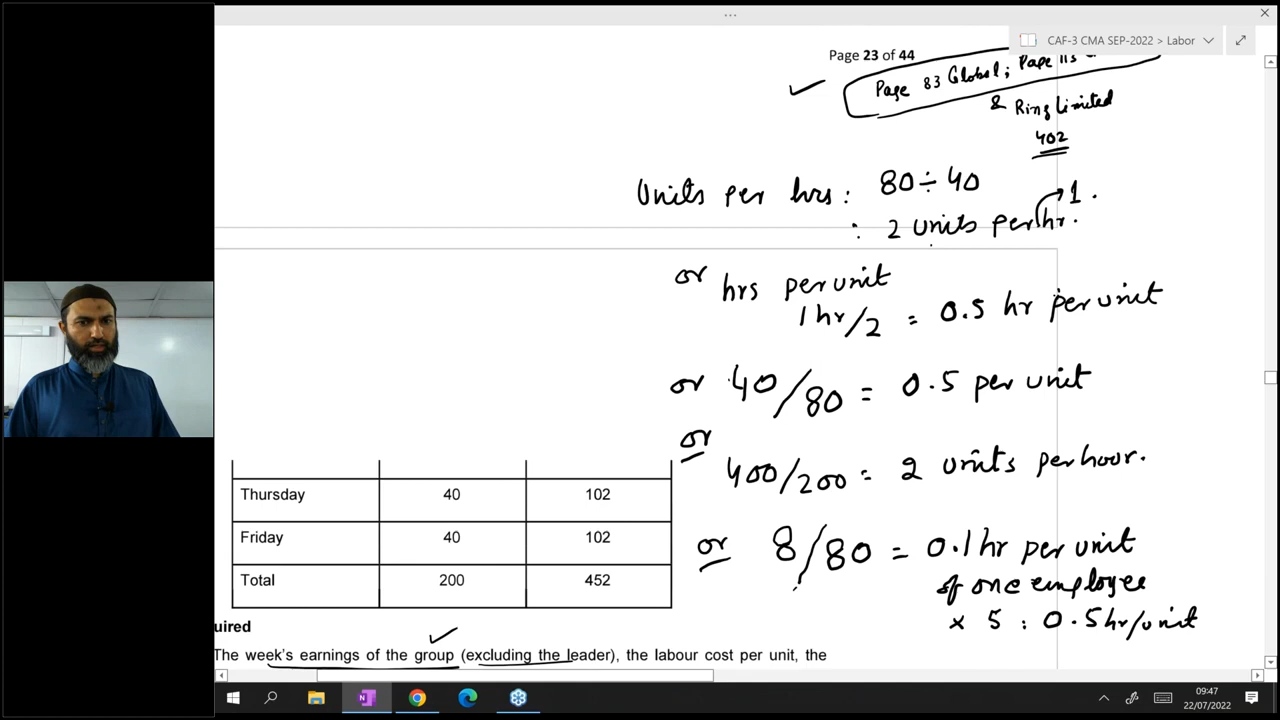 CAF-3 CMA SEP-2022 > Labor
Page 23 of 44
Page 83 Global; Page 113
& Ring Limited
402
Units per hrs : 80 ÷ 40
: 2 units per hr. → 1.
or hrs per unit
1 hr/2 = 0.5 hr per unit
or 40/80 = 0.5 per unit
or
400/200 = 2 units per hour.
or 8/80 = 0.1 hr per unit
of one employee
x 5 : 0.5 hr/unit
Thursday 40 102
Friday 40 102
Total 200 452
uired
The week's earnings of the group (excluding the leader), the labour cost per unit, the
09:47
22/07/2022